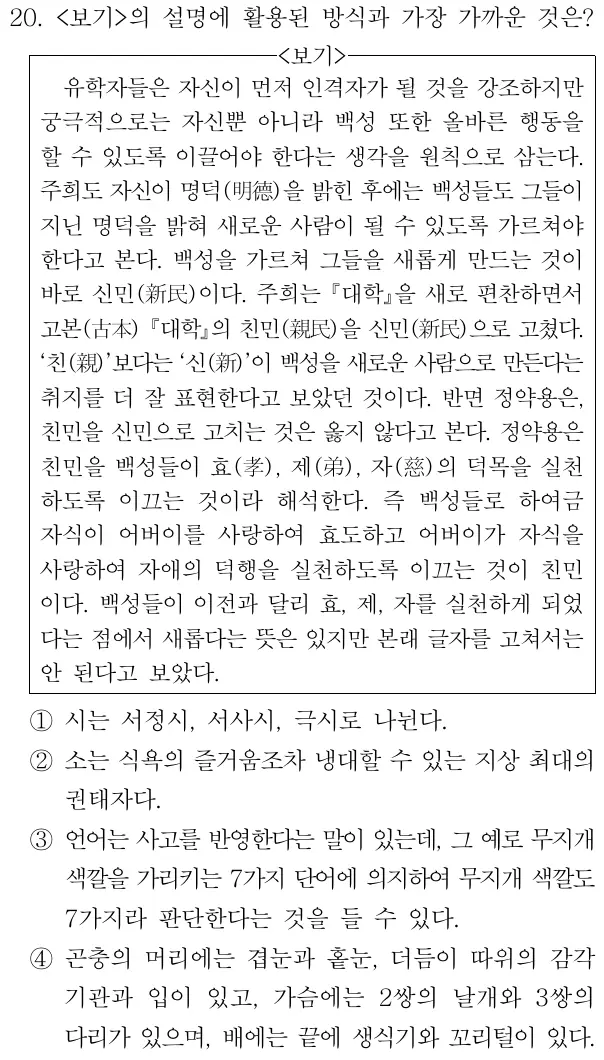 20. <보기>의 설명에 활용된 방식과 가장 가까운 것은?
<보기>
유학자들은 자신이 먼저 인격자가 될 것을 강조하지만
궁극적으로는 자신뿐 아니라 백성 또한 올바른 행동을
할 수 있도록 이끌어야 한다는 생각을 원칙으로 삼는다.
주희도 자신이 명덕(明德)을 밝힌 후에는 백성들도 그들이
지닌 명덕을 밝혀 새로운 사람이 될 수 있도록 가르쳐야
한다고 본다. 백성을 가르쳐 그들을 새롭게 만드는 것이
바로 신민(新民)이다. 주희는 『대학』을 새로 편찬하면서
고본(古本) 『대학』의 친민(親民)을 신민(新民)으로 고쳤다.
‘친(親)’보다는 ‘신(新)’이 백성을 새로운 사람으로 만든다는
취지를 더 잘 표현한다고 보았던 것이다. 반면 정약용은,
친민을 신민으로 고치는 것은 옳지 않다고 본다. 정약용은
친민을 백성들이 효(孝), 제(弟), 자(慈)의 덕목을 실천
하도록 이끄는 것이라 해석한다. 즉 백성들로 하여금
자식이 어버이를 사랑하여 효도하고 어버이가 자식을
사랑하여 자애의 덕행을 실천하도록 이끄는 것이 친민
이다. 백성들이 이전과 달리 효, 제, 자를 실천하게 되었
다는 점에서 새롭다는 뜻은 있지만 본래 글자를 고쳐서는
안 된다고 보았다.
① 시는 서정시, 서사시, 극시로 나뉜다.
② 소는 식욕의 즐거움조차 냉대할 수 있는 지상 최대의
권태자다.
③ 언어는 사고를 반영한다는 말이 있는데, 그 예로 무지개
색깔을 가리키는 7가지 단어에 의지하여 무지개 색깔도
7가지라 판단한다는 것을 들 수 있다.
④ 곤충의 머리에는 겹눈과 홑눈, 더듬이 따위의 감각
기관과 입이 있고, 가슴에는 2쌍의 날개와 3쌍의
다리가 있으며, 배에는 끝에 생식기와 꼬리털이 있다.